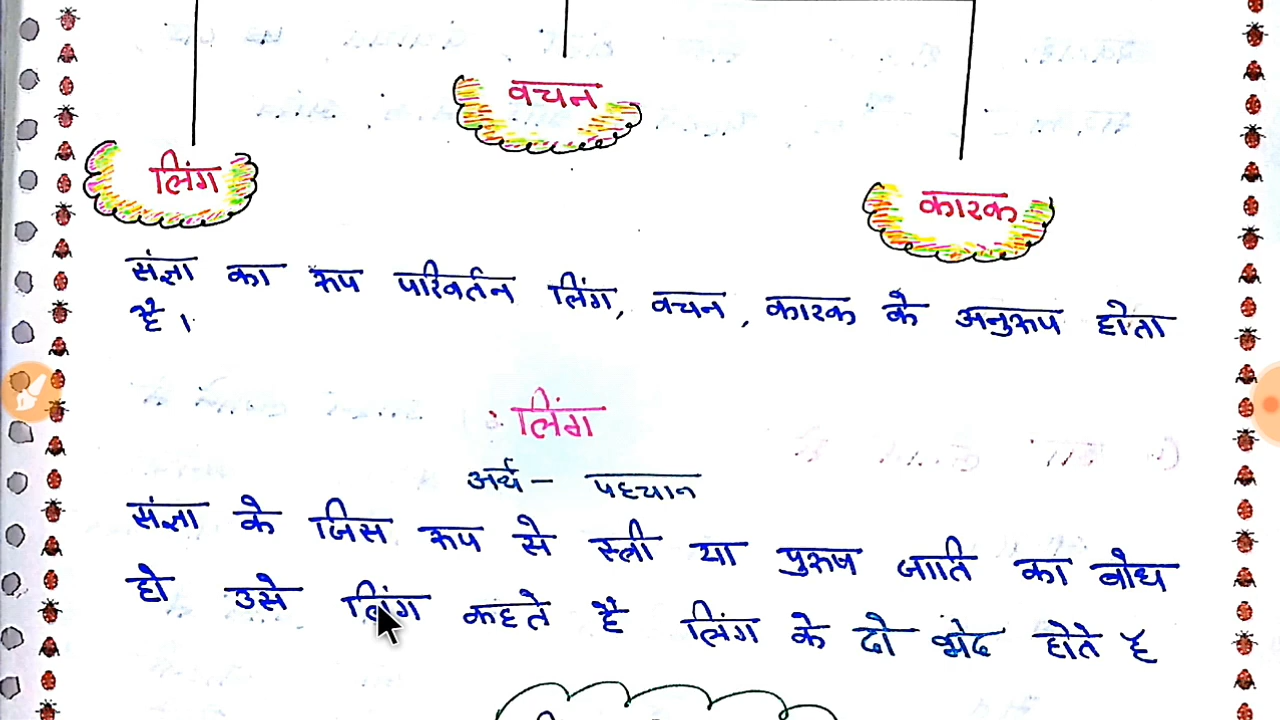 वचन
लिंग
कारक
संज्ञा का रूप परिवर्तन लिंग, वचन, कारक के अनुरूप होता
है।
लिंग
अर्थ - पहचान
संज्ञा के जिस रूप से स्त्री या पुरुष जाति का बोध
हो उसे लिंग कहते है लिंग के दो भेद होते है